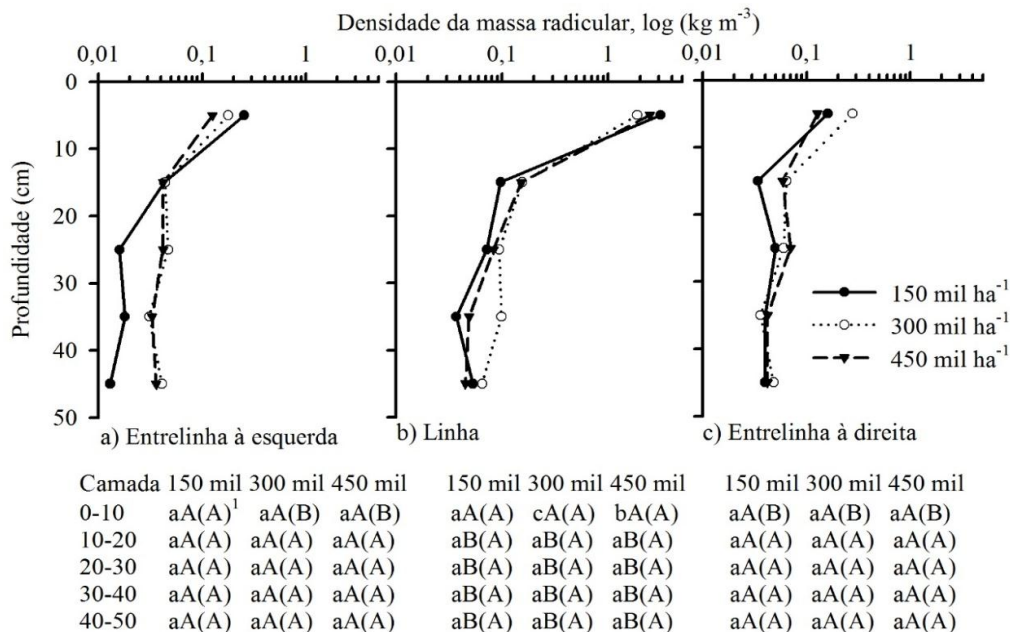 Densidade da massa radicular, log (kg m⁻³)
0,01 0,1 1 0,01 0,1 1 0,01 0,1 1
Profundidade (cm)
0
10
20
30
40
50
150 mil ha⁻¹
300 mil ha⁻¹
450 mil ha⁻¹
a) Entrelinha à esquerda b) Linha c) Entrelinha à direita
Camada 150 mil 300 mil 450 mil 150 mil 300 mil 450 mil 150 mil 300 mil 450 mil
0-10 aA(A)¹ aA(B) aA(B) aA(A) cA(A) bA(A) aA(B) aA(B) aA(B)
10-20 aA(A) aA(A) aA(A) aB(A) aB(A) aB(A) aA(A) aA(A) aA(A)
20-30 aA(A) aA(A) aA(A) aB(A) aB(A) aB(A) aA(A) aA(A) aA(A)
30-40 aA(A) aA(A) aA(A) aB(A) aB(A) aB(A) aA(A) aA(A) aA(A)
40-50 aA(A) aA(A) aA(A) aB(A) aB(A) aB(A) aA(A) aA(A) aA(A)